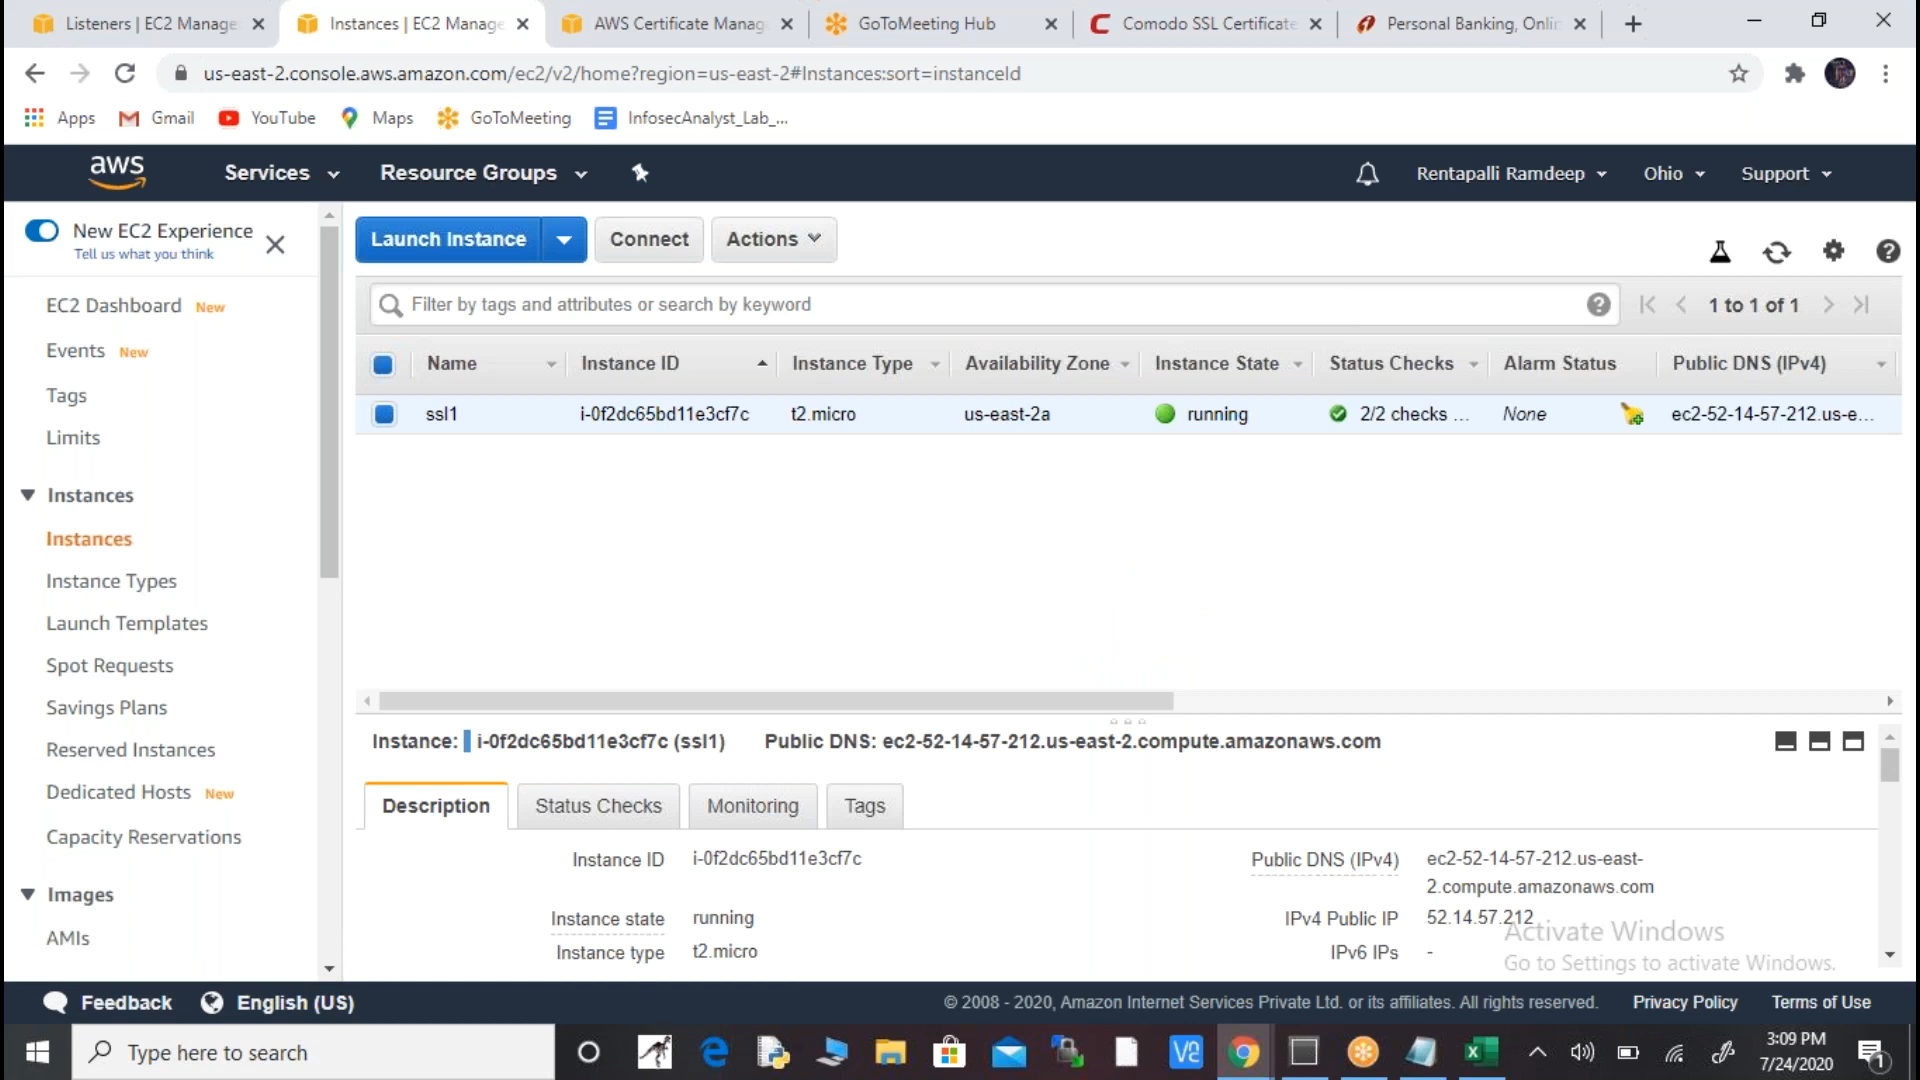 Listeners | EC2 Manage
Instances | EC2 Manage
AWS Certificate Manag
GoToMeeting Hub
Comodo SSL Certificate
Personal Banking, Onlin
us-east-2.console.aws.amazon.com/ec2/v2/home?region=us-east-2#Instances:sort=instanceId
Apps
Gmail
YouTube
Maps
GoToMeeting
InfosecAnalyst_Lab_...
aws
Services
Resource Groups
Rentapalli Ramdeep
Ohio
Support
New EC2 Experience
Tell us what you think
EC2 Dashboard New
Events New
Tags
Limits
Instances
Instances
Instance Types
Launch Templates
Spot Requests
Savings Plans
Reserved Instances
Dedicated Hosts New
Capacity Reservations
Images
AMIs
Launch Instance
Connect
Actions
Filter by tags and attributes or search by keyword
1 to 1 of 1
Name
Instance ID
Instance Type
Availability Zone
Instance State
Status Checks
Alarm Status
Public DNS (IPv4)
ssl1
i-0f2dc65bd11e3cf7c
t2.micro
us-east-2a
running
2/2 checks ...
None
ec2-52-14-57-212.us-e...
Instance: i-0f2dc65bd11e3cf7c (ssl1)
Public DNS: ec2-52-14-57-212.us-east-2.compute.amazonaws.com
Description
Status Checks
Monitoring
Tags
Instance ID i-0f2dc65bd11e3cf7c
Public DNS (IPv4) ec2-52-14-57-212.us-east-
2.compute.amazonaws.com
Instance state running
IPv4 Public IP 52.14.57.212
Instance type t2.micro
IPv6 IPs -
Activate Windows
Go to Settings to activate Windows.
Feedback
English (US)
© 2008 - 2020, Amazon Internet Services Private Ltd. or its affiliates. All rights reserved.
Privacy Policy
Terms of Use
Type here to search
3:09 PM
7/24/2020
1